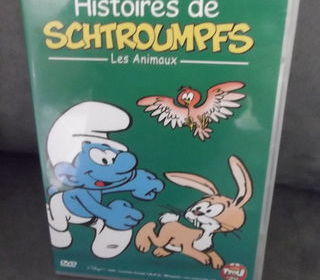 Histoires de
SCHTROUMPFS
Les Animaux
DVD